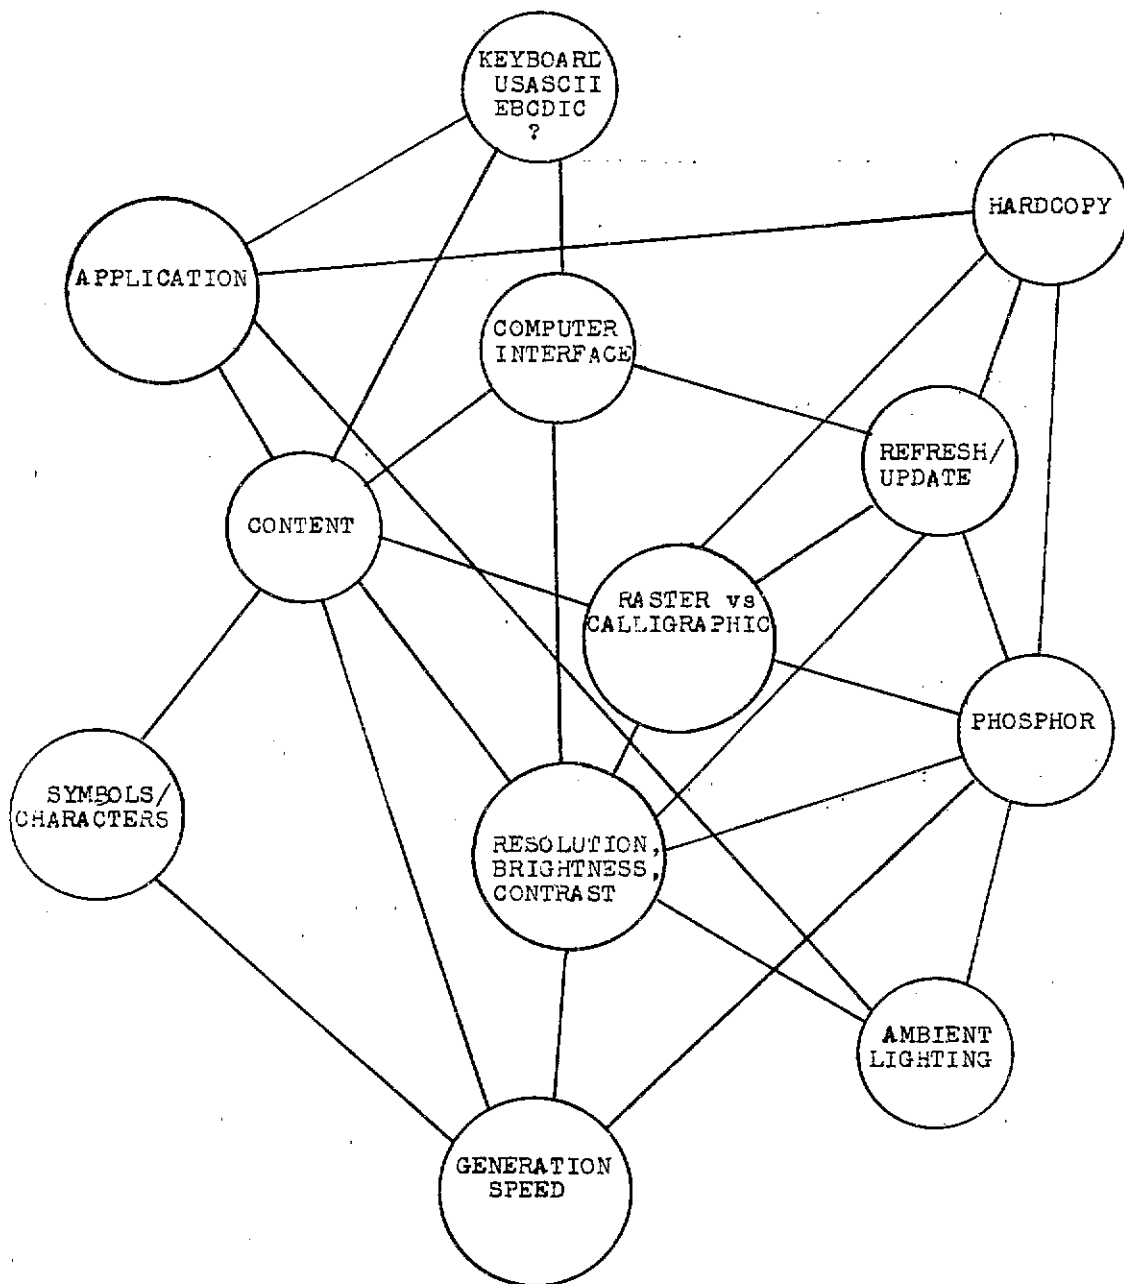 KEYBOARD
USASCII
EBCDIC
?
HARDCOPY
APPLICATION
COMPUTER
INTERFACE
REFRESH/
UPDATE
CONTENT
RASTER vs
CALLIGRAPHIC
PHOSPHOR
SYMBOLS/
CHARACTERS
RESOLUTION,
BRIGHTNESS,
CONTRAST
AMBIENT
LIGHTING
GENERATION
SPEED